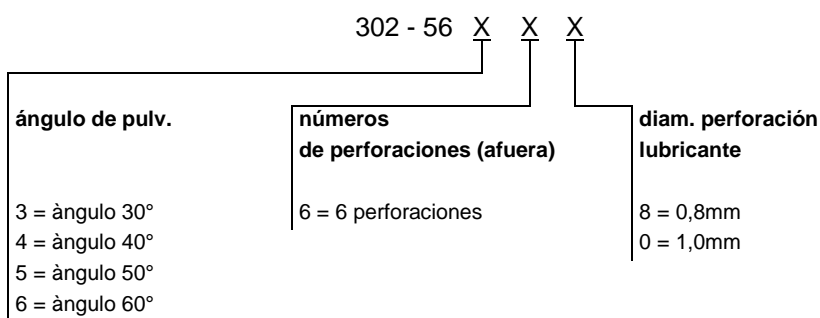 302 - 56 X X X
ángulo de pulv.
3 = àngulo 30°
4 = àngulo 40°
5 = àngulo 50°
6 = àngulo 60°
números
de perforaciones (afuera)
6 = 6 perforaciones
diam. perforación
lubricante
8 = 0,8mm
0 = 1,0mm